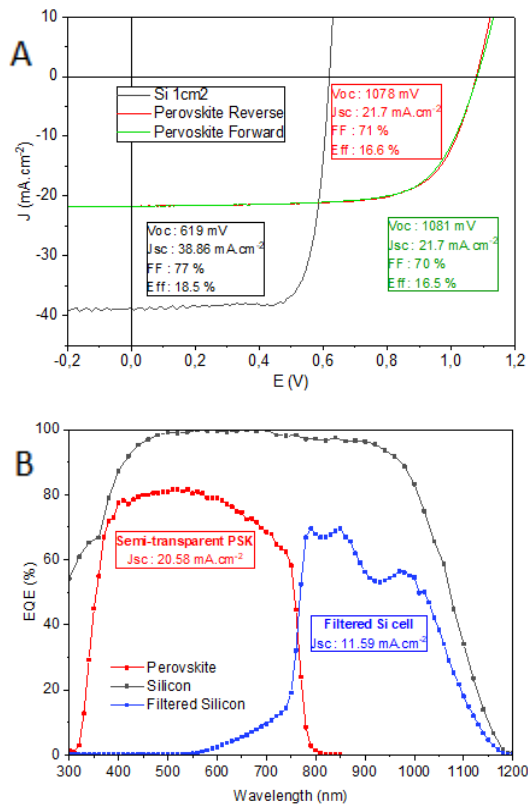 A
10
0
-10
-20
-30
-40
J (mA.cm-2)
Si 1cm2
Perovskite Reverse
Pervoskite Forward
Voc : 1078 mV
Jsc : 21.7 mA.cm-2
FF : 71 %
Eff : 16.6 %
Voc : 619 mV
Jsc : 38.86 mA.cm-2
FF : 77 %
Eff : 18.5 %
Voc : 1081 mV
Jsc : 21.7 mA.cm-2
FF : 70 %
Eff : 16.5 %
-0,2 0,0 0,2 0,4 0,6 0,8 1,0 1,2
E (V)
B
100
80
60
40
20
0
EQE (%)
Semi-transparent PSK
Jsc : 20.58 mA.cm-2
Filtered Si cell
Jsc : 11.59 mA.cm-2
Perovskite
Silicon
Filtered Silicon
300 400 500 600 700 800 900 1000 1100 1200
Wavelength (nm)